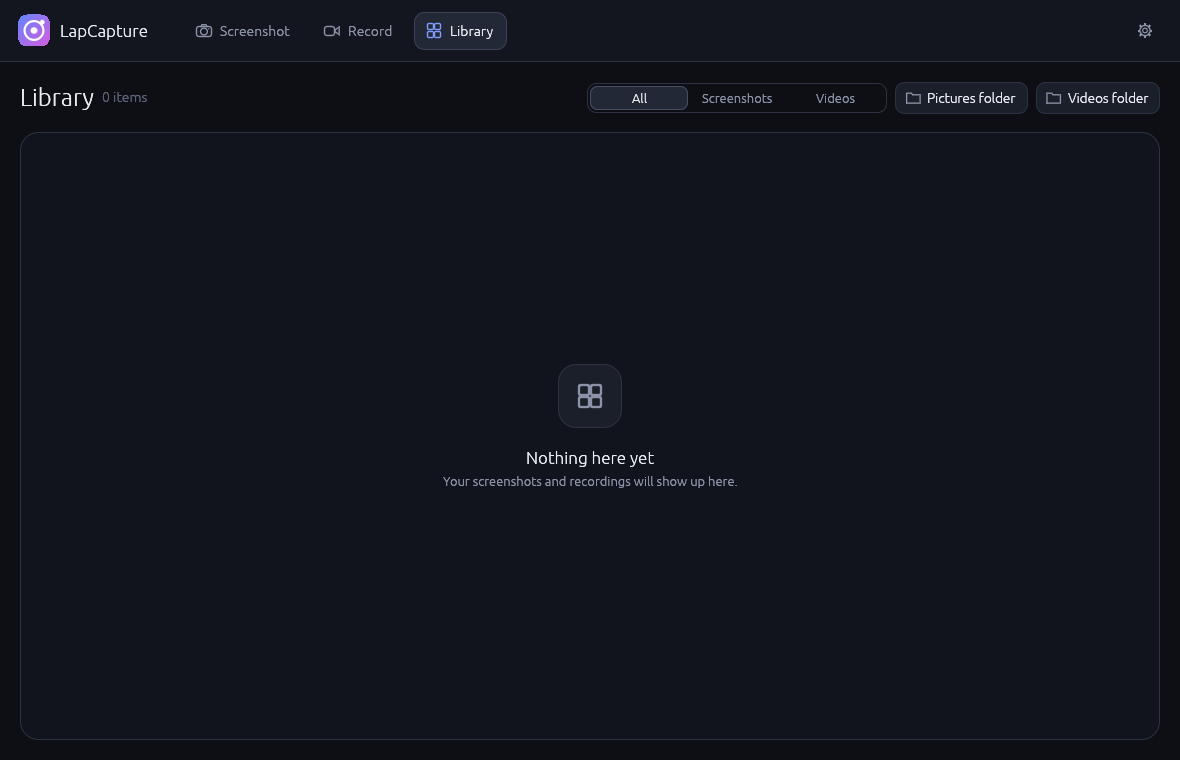 LapCapture
Screenshot
Record
Library
Library 0 items
All
Screenshots
Videos
Pictures folder
Videos folder
Nothing here yet
Your screenshots and recordings will show up here.